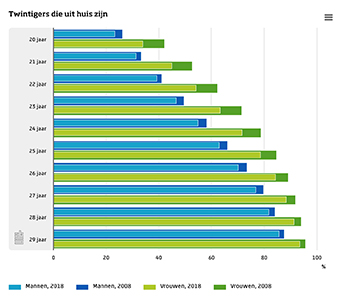 Twintigers die uit huis zijn
20 jaar
21 jaar
22 jaar
23 jaar
24 jaar
25 jaar
26 jaar
27 jaar
28 jaar
29 jaar
0 20 40 60 80 100
%
Mannen, 2018 Mannen, 2008 Vrouwen, 2018 Vrouwen, 2008